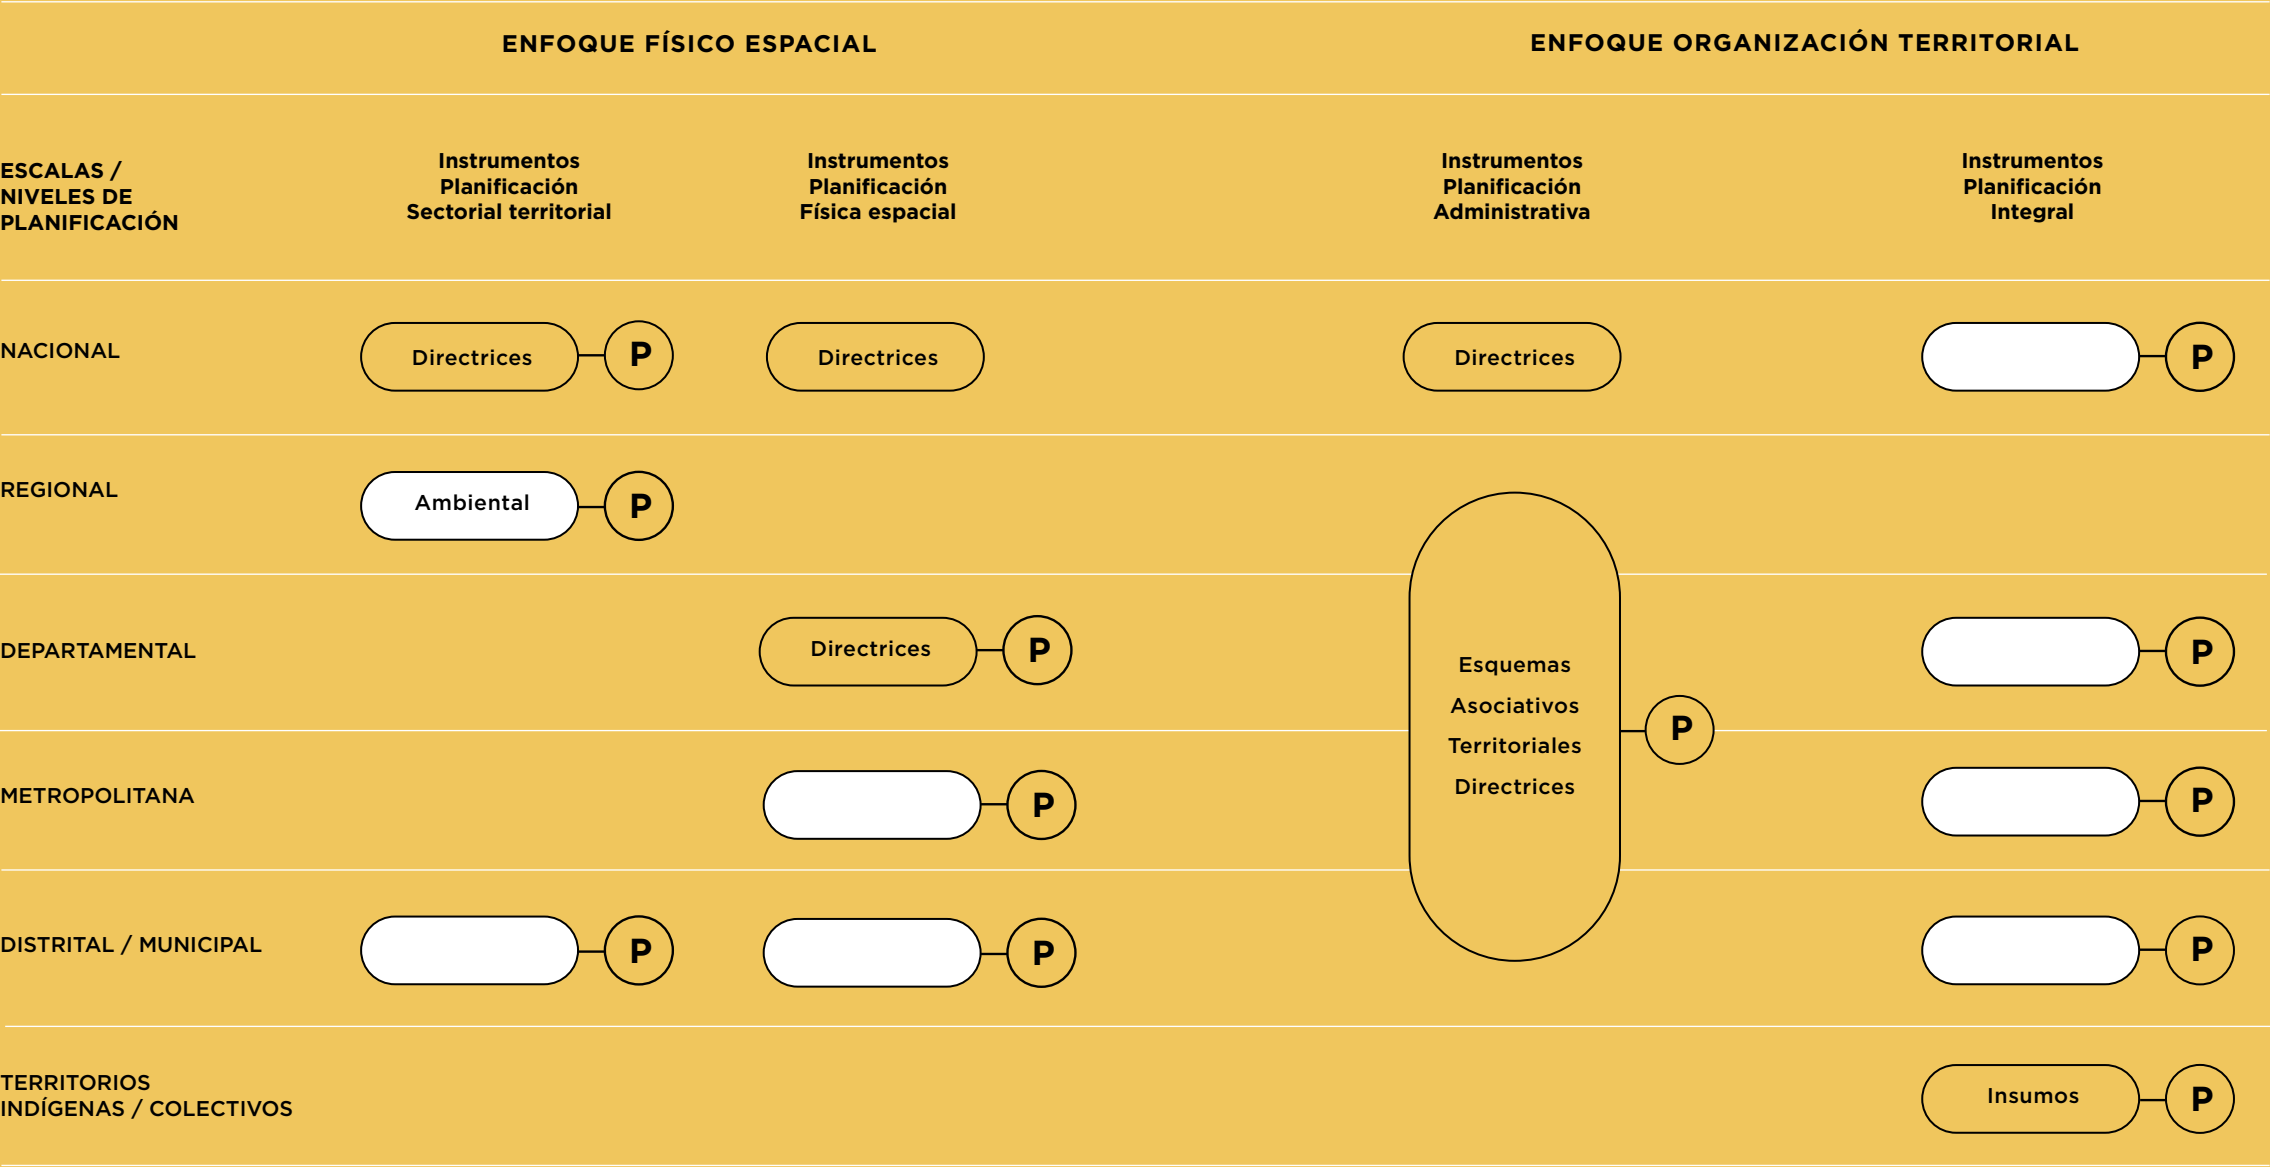 ENFOQUE FÍSICO ESPACIAL
ENFOQUE ORGANIZACIÓN TERRITORIAL
ESCALAS /
NIVELES DE
PLANIFICACIÓN
Instrumentos
Planificación
Sectorial territorial
Instrumentos
Planificación
Física espacial
Instrumentos
Planificación
Administrativa
Instrumentos
Planificación
Integral
NACIONAL
Directrices
P
Directrices
Directrices
P
REGIONAL
Ambiental
P
DEPARTAMENTAL
Directrices
P
P
Esquemas
Asociativos
Territoriales
Directrices
P
METROPOLITANA
P
P
DISTRITAL / MUNICIPAL
P
P
P
TERRITORIOS
INDÍGENAS / COLECTIVOS
Insumos
P